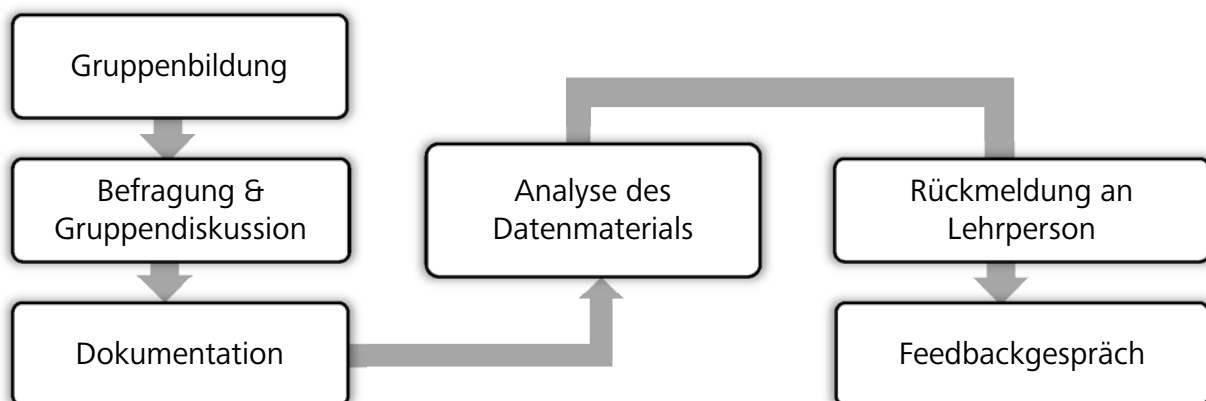 Gruppenbildung
Befragung &
Gruppendiskussion
Dokumentation
Analyse des
Datenmaterials
Rückmeldung an
Lehrperson
Feedbackgespräch